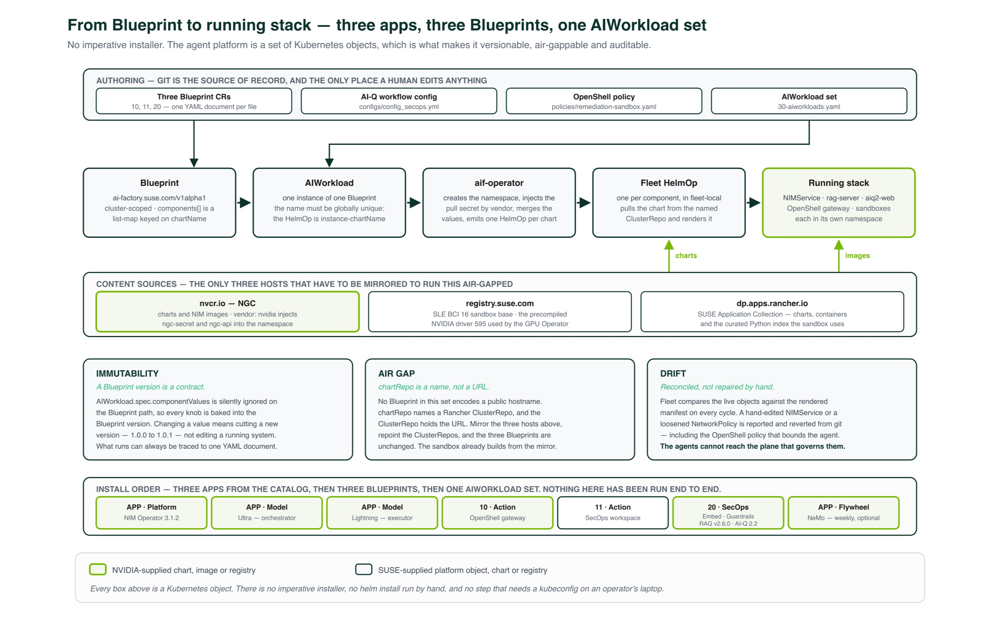 From Blueprint to running stack — three apps, three Blueprints, one AIWorkload set
No imperative installer. The agent platform is a set of Kubernetes objects, which is what makes it versionable, air-gappable and auditable.
AUTHORING — GIT IS THE SOURCE OF RECORD, AND THE ONLY PLACE A HUMAN EDITS ANYTHING
Three Blueprint CRs
10, 11, 20 — one YAML document per file
AI-Q workflow config
configs/config_secops.yml
OpenShell policy
policies/remediation-sandbox.yaml
AIWorkload set
30-aiworkloads.yaml
Blueprint
ai-factory.suse.com/v1alpha1
cluster-scoped · components[] is a
list-map keyed on chartName
AIWorkload
one instance of one Blueprint
the name must be globally unique:
the HelmOp is instance-chartName
aif-operator
creates the namespace, injects the
pull secret by vendor, merges the
values, emits one HelmOp per chart
Fleet HelmOp
one per component, in fleet-local
pulls the chart from the named
ClusterRepo and renders it
Running stack
NIMService · rag-server · aiq2-web
OpenShell gateway · sandboxes
each in its own namespace
charts
images
CONTENT SOURCES — THE ONLY THREE HOSTS THAT HAVE TO BE MIRRORED TO RUN THIS AIR-GAPPED
nvcr.io — NGC
charts and NIM images · vendor: nvidia injects
ngc-secret and ngc-api into the namespace
registry.suse.com
SLE BCI 16 sandbox base · the precompiled
NVIDIA driver 595 used by the GPU Operator
dp.apps.rancher.io
SUSE Application Collection — charts, containers
and the curated Python index the sandbox uses
IMMUTABILITY
A Blueprint version is a contract.
AIWorkload.spec.componentValues is silently ignored on
the Blueprint path, so every knob is baked into the
Blueprint version. Changing a value means cutting a new
version — 1.0.0 to 1.0.1 — not editing a running system.
What runs can always be traced to one YAML document.
AIR GAP
chartRepo is a name, not a URL.
No Blueprint in this set encodes a public hostname.
chartRepo names a Rancher ClusterRepo, and the
ClusterRepo holds the URL. Mirror the three hosts above,
repoint the ClusterRepos, and the three Blueprints are
unchanged. The sandbox already builds from the mirror.
DRIFT
Reconciled, not repaired by hand.
Fleet compares the live objects against the rendered
manifest on every cycle. A hand-edited NIMService or a
loosened NetworkPolicy is reported and reverted from git
— including the OpenShell policy that bounds the agent.
The agents cannot reach the plane that governs them.
INSTALL ORDER — THREE APPS FROM THE CATALOG, THEN THREE BLUEPRINTS, THEN ONE AIWORKLOAD SET. NOTHING HERE HAS BEEN RUN END TO END.
APP · Platform
NIM Operator 3.1.2
APP · Model
Ultra — orchestrator
APP · Model
Lightning — executor
10 · Action
OpenShell gateway
11 · Action
SecOps workspace
20 · SecOps
Embed · Guardrails
RAG v2.6.0 · AI-Q 2.2
APP · Flywheel
NeMo — weekly, optional
NVIDIA-supplied chart, image or registry
SUSE-supplied platform object, chart or registry
Every box above is a Kubernetes object. There is no imperative installer, no helm install run by hand, and no step that needs a kubeconfig on an operator's laptop.